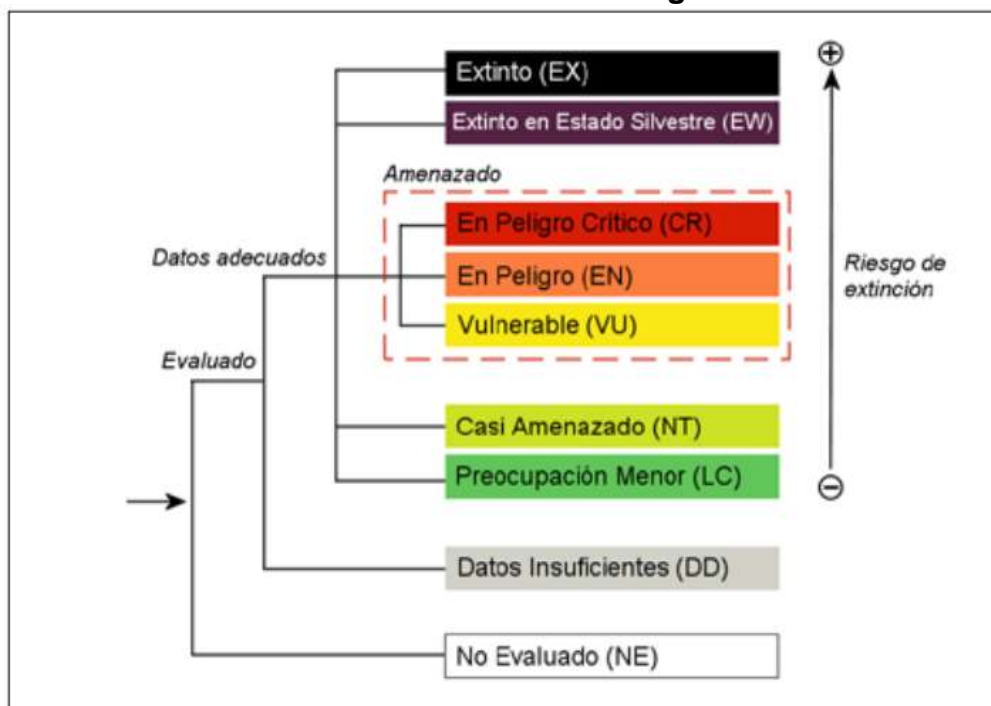 Extinto (EX)
Extinto en Estado Silvestre (EW)
Amenazado
En Peligro Crítico (CR)
Datos adecuados
En Peligro (EN)
Riesgo de
extinción
Vulnerable (VU)
Evaluado
Casi Amenazado (NT)
Preocupación Menor (LC)
Datos Insuficientes (DD)
No Evaluado (NE)